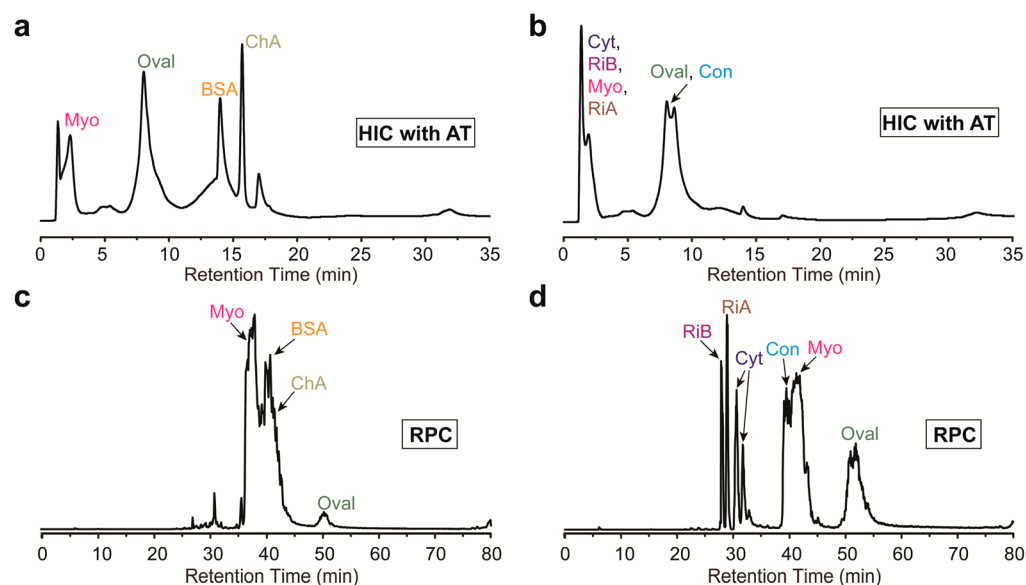 a
Myo
Oval
BSA
ChA
HIC with AT
0 5 10 15 20 25 30 35
Retention Time (min)
b
Cyt,
RiB,
Myo,
RiA
Oval, Con
HIC with AT
0 5 10 15 20 25 30 35
Retention Time (min)
c
Myo
BSA
ChA
RPC
Oval
0 10 20 30 40 50 60 70 80
Retention Time (min)
d
RiA
RiB
Cyt
Con
Myo
Oval
RPC
0 10 20 30 40 50 60 70 80
Retention Time (min)